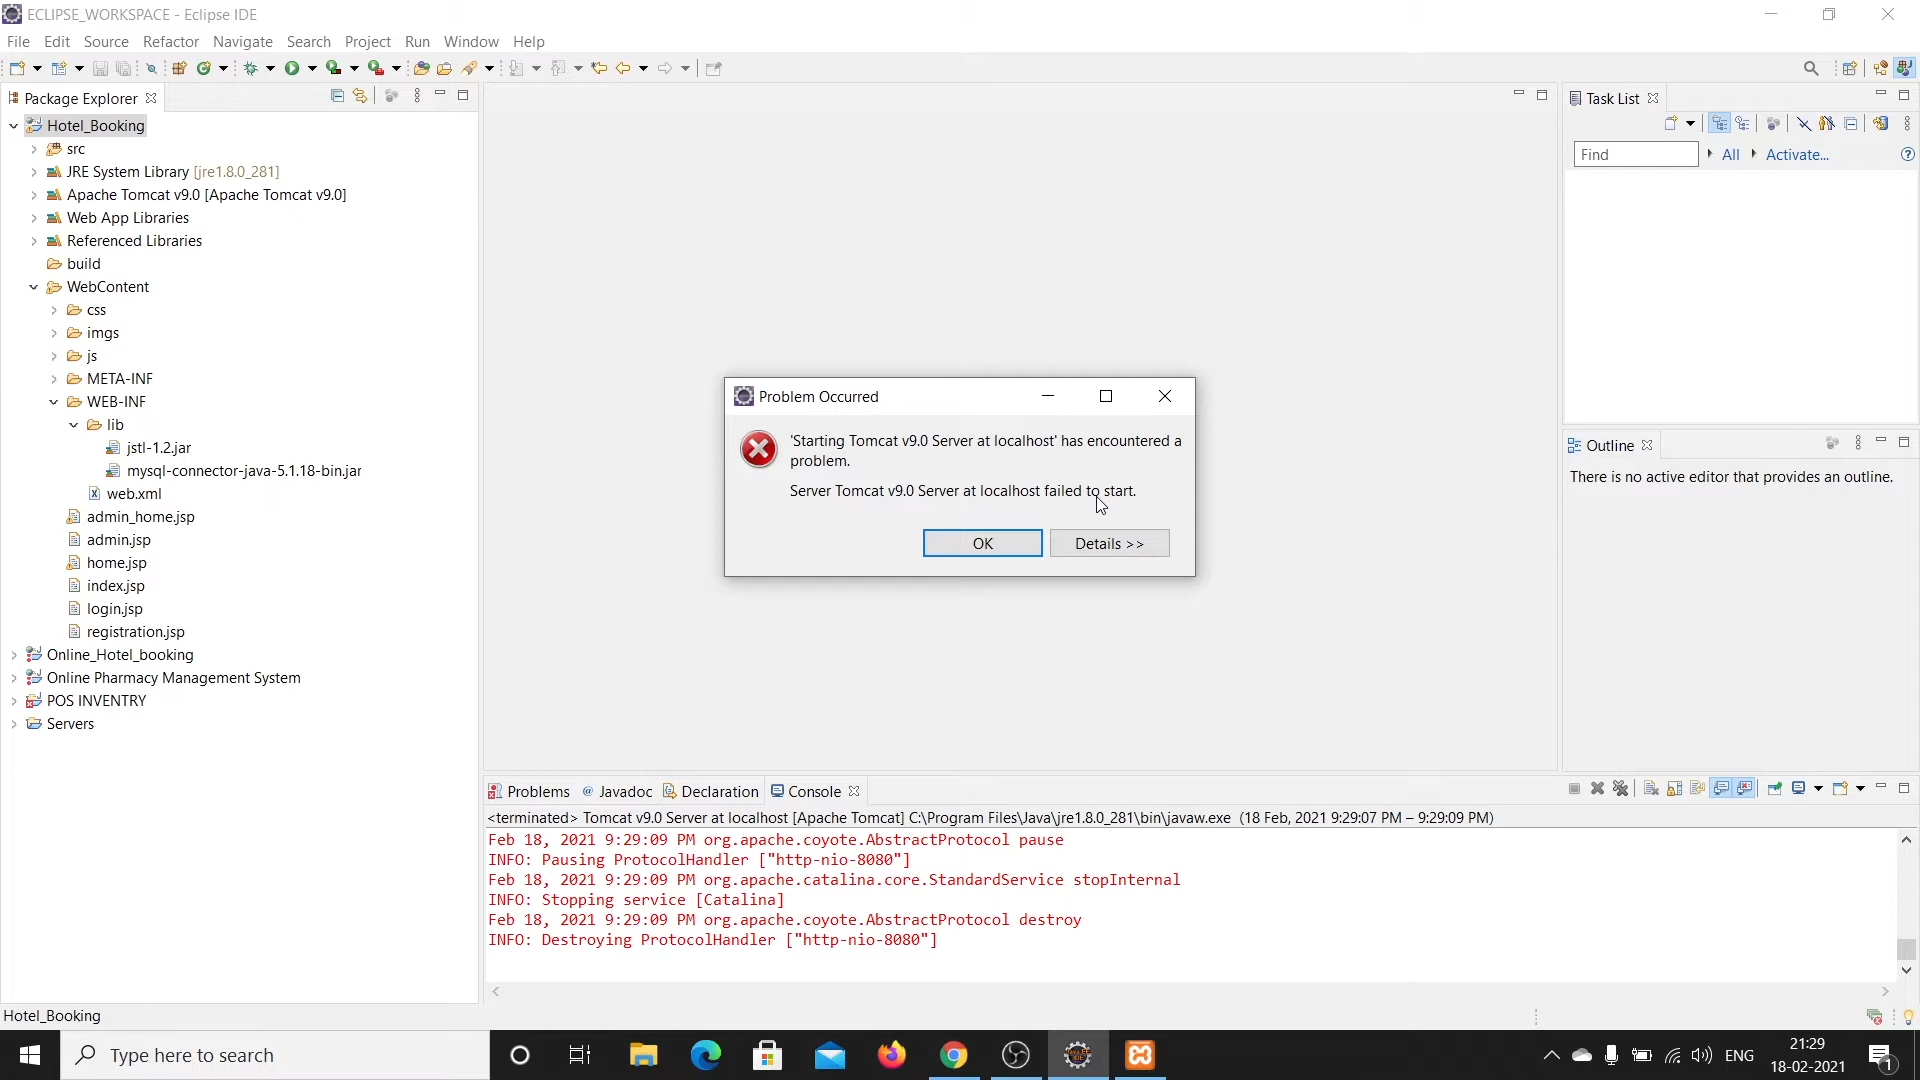 ECLIPSE_WORKSPACE - Eclipse IDE
File Edit Source Refactor Navigate Search Project Run Window Help
Package Explorer
Hotel_Booking
src
JRE System Library [jre1.8.0_281]
Apache Tomcat v9.0 [Apache Tomcat v9.0]
Web App Libraries
Referenced Libraries
build
WebContent
css
imgs
js
META-INF
WEB-INF
lib
jstl-1.2.jar
mysql-connector-java-5.1.18-bin.jar
web.xml
admin_home.jsp
admin.jsp
home.jsp
index.jsp
login.jsp
registration.jsp
Online_Hotel_booking
Online Pharmacy Management System
POS INVENTRY
Servers
Problem Occurred
'Starting Tomcat v9.0 Server at localhost' has encountered a
problem.
Server Tomcat v9.0 Server at localhost failed to start.
OK Details >>
Task List
Find All Activate...
Outline
There is no active editor that provides an outline.
Problems @ Javadoc Declaration Console
<terminated> Tomcat v9.0 Server at localhost [Apache Tomcat] C:\Program Files\Java\jre1.8.0_281\bin\javaw.exe (18 Feb, 2021 9:29:07 PM – 9:29:09 PM)
Feb 18, 2021 9:29:09 PM org.apache.coyote.AbstractProtocol pause
INFO: Pausing ProtocolHandler ["http-nio-8080"]
Feb 18, 2021 9:29:09 PM org.apache.catalina.core.StandardService stopInternal
INFO: Stopping service [Catalina]
Feb 18, 2021 9:29:09 PM org.apache.coyote.AbstractProtocol destroy
INFO: Destroying ProtocolHandler ["http-nio-8080"]
Hotel_Booking
Type here to search
ENG
21:29
18-02-2021
1